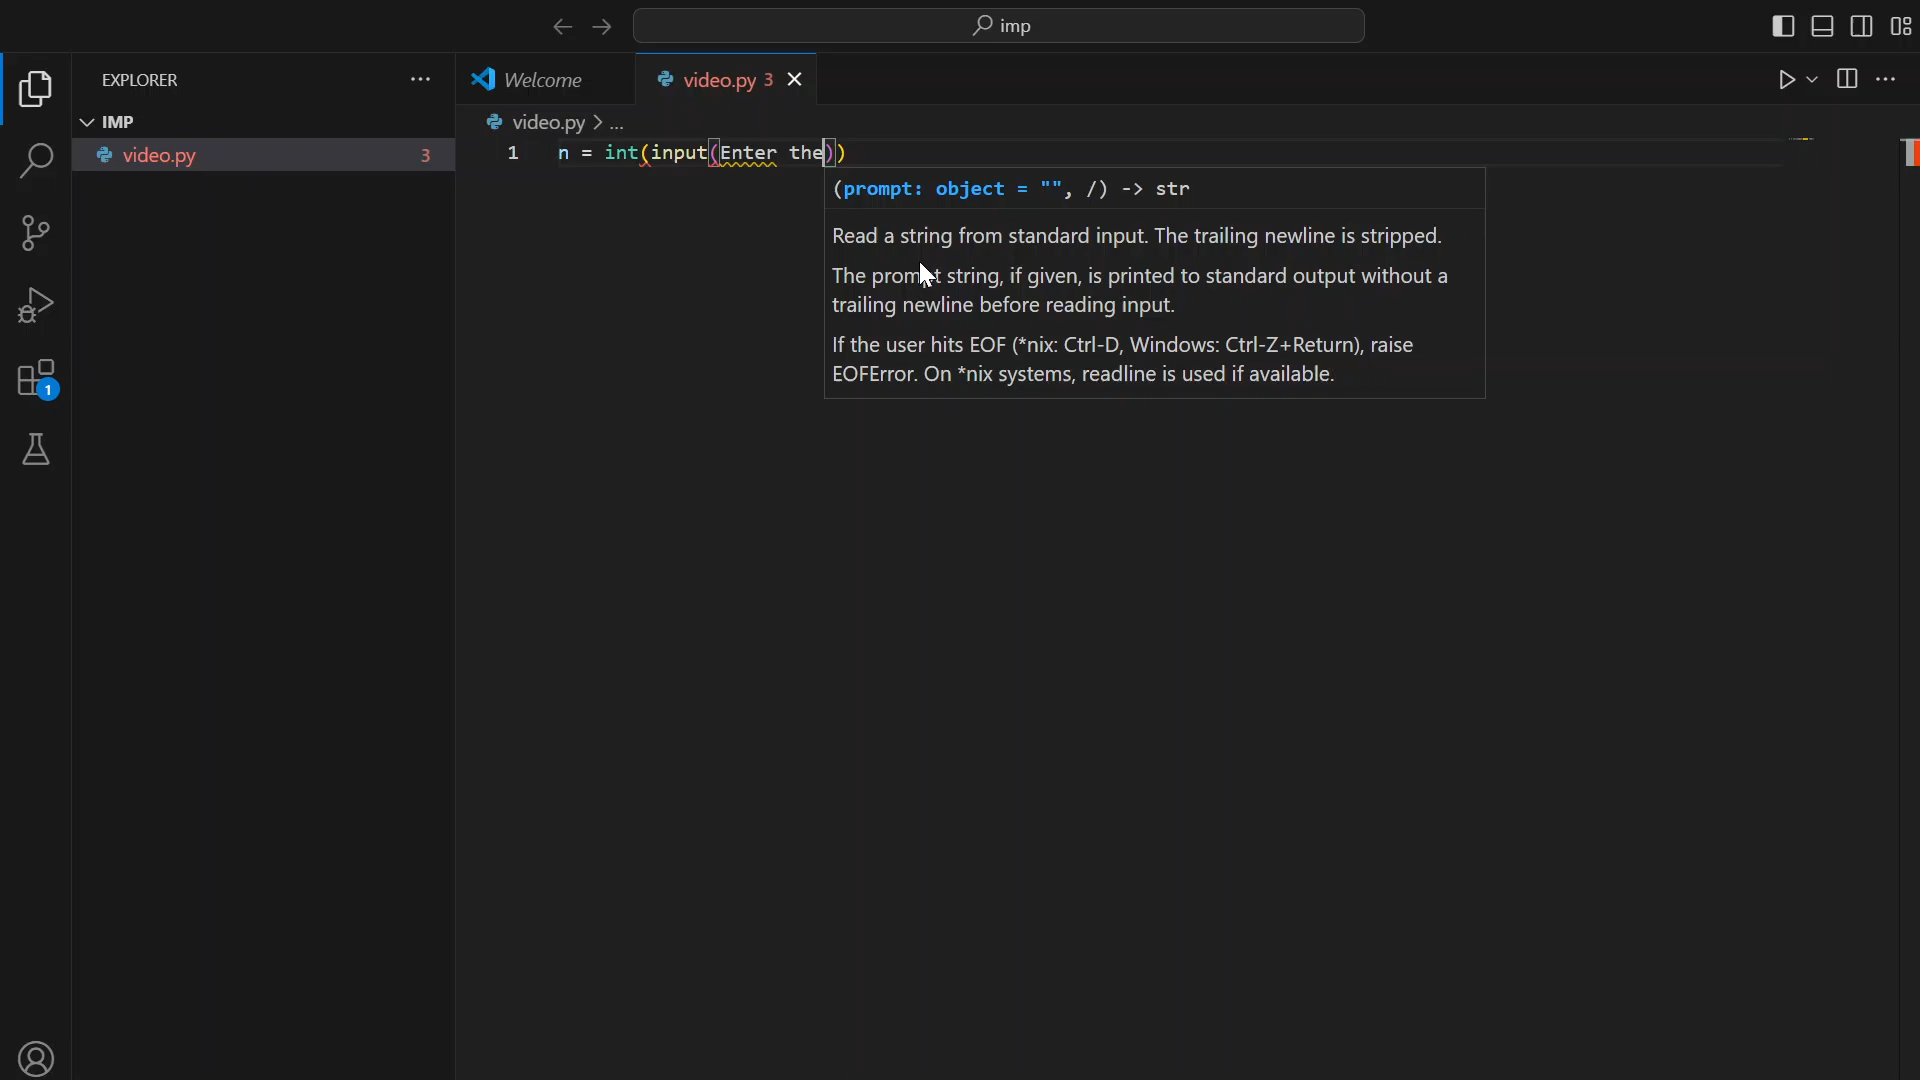 imp
EXPLORER
Welcome
video.py 3
IMP
video.py > ...
video.py 3
1 n = int(input(Enter the))
(prompt: object = "", /) -> str
Read a string from standard input. The trailing newline is stripped.
The prompt string, if given, is printed to standard output without a
trailing newline before reading input.
If the user hits EOF (*nix: Ctrl-D, Windows: Ctrl-Z+Return), raise
EOFError. On *nix systems, readline is used if available.
1